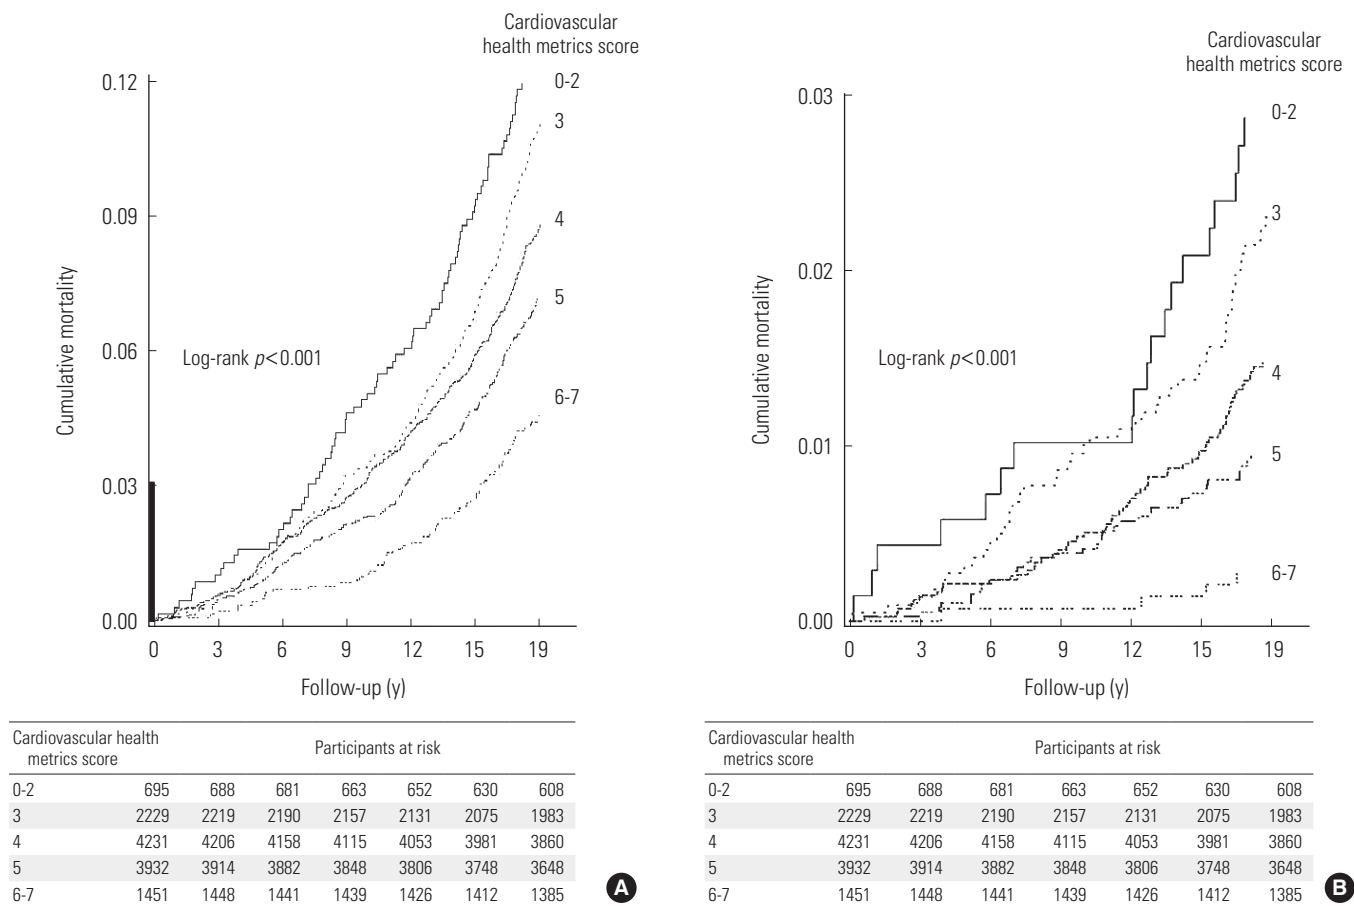 Cardiovascular
health metrics score
0.12
0-2
3
0.09
4
Cumulative mortality
5
0.06
Log-rank p<0.001
6-7
0.03
0.00
0 3 6 9 12 15 19
Follow-up (y)
Cardiovascular health
metrics score
Participants at risk
0-2 695 688 681 663 652 630 608
3 2229 2219 2190 2157 2131 2075 1983
4 4231 4206 4158 4115 4053 3981 3860
5 3932 3914 3882 3848 3806 3748 3648
6-7 1451 1448 1441 1439 1426 1412 1385
A
Cardiovascular
health metrics score
0.03
0-2
3
0.02
Cumulative mortality
Log-rank p<0.001
4
0.01
5
6-7
0.00
0 3 6 9 12 15 19
Follow-up (y)
Cardiovascular health
metrics score
Participants at risk
0-2 695 688 681 663 652 630 608
3 2229 2219 2190 2157 2131 2075 1983
4 4231 4206 4158 4115 4053 3981 3860
5 3932 3914 3882 3848 3806 3748 3648
6-7 1451 1448 1441 1439 1426 1412 1385
B